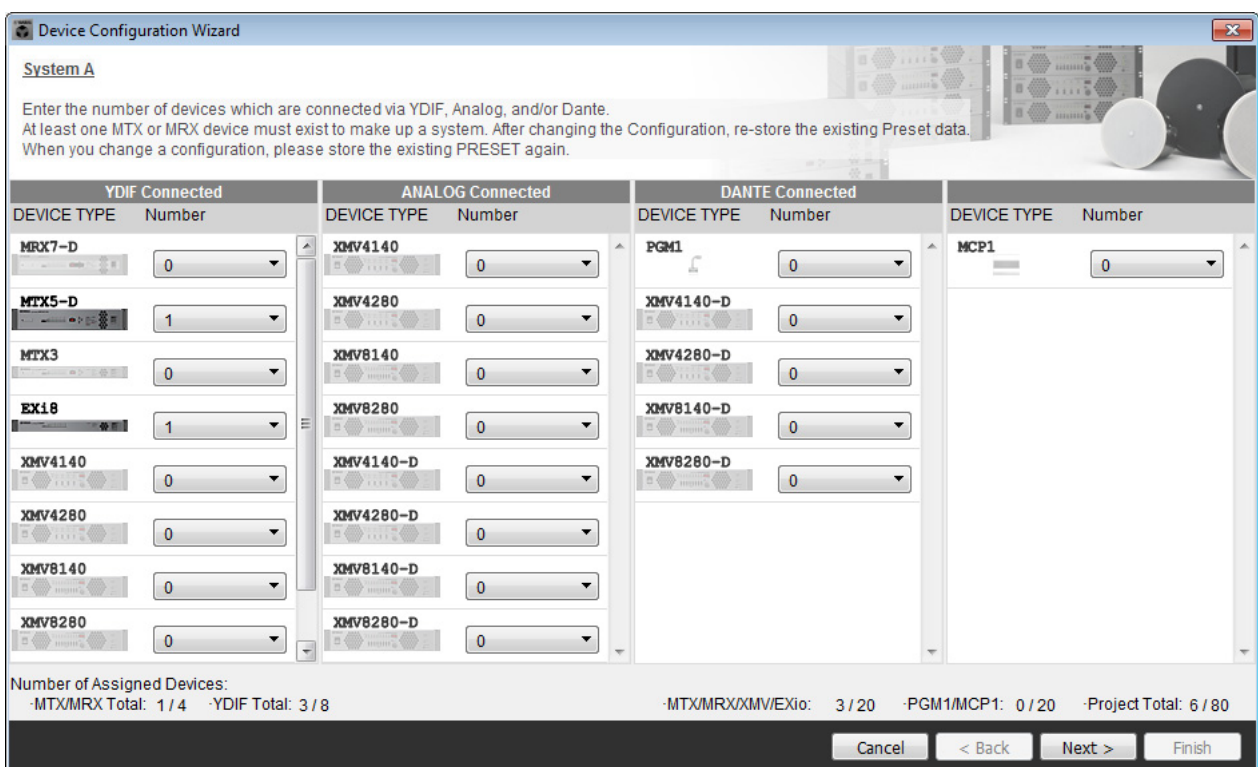 Device Configuration Wizard
System A
Enter the number of devices which are connected via YDIF, Analog, and/or Dante.
At least one MTX or MRX device must exist to make up a system. After changing the Configuration, re-store the existing Preset data.
When you change a configuration, please store the existing PRESET again.
YDIF Connected ANALOG Connected DANTE Connected
DEVICE TYPE Number DEVICE TYPE Number DEVICE TYPE Number DEVICE TYPE Number
MRX7-D 0 XMV4140 0 PGM1 0 MCP1 0
MTX5-D 1 XMV4280 0 XMV4140-D 0
MTX3 0 XMV8140 0 XMV4280-D 0
EXi8 1 XMV8280 0 XMV8140-D 0
XMV4140 0 XMV4140-D 0 XMV8280-D 0
XMV4280 0 XMV4280-D 0
XMV8140 0 XMV8140-D 0
XMV8280 0 XMV8280-D 0
Number of Assigned Devices:
·MTX/MRX Total: 1 / 4 ·YDIF Total: 3 / 8 ·MTX/MRX/XMV/EXio: 3 / 20 ·PGM1/MCP1: 0 / 20 ·Project Total: 6 / 80
Cancel < Back Next > Finish